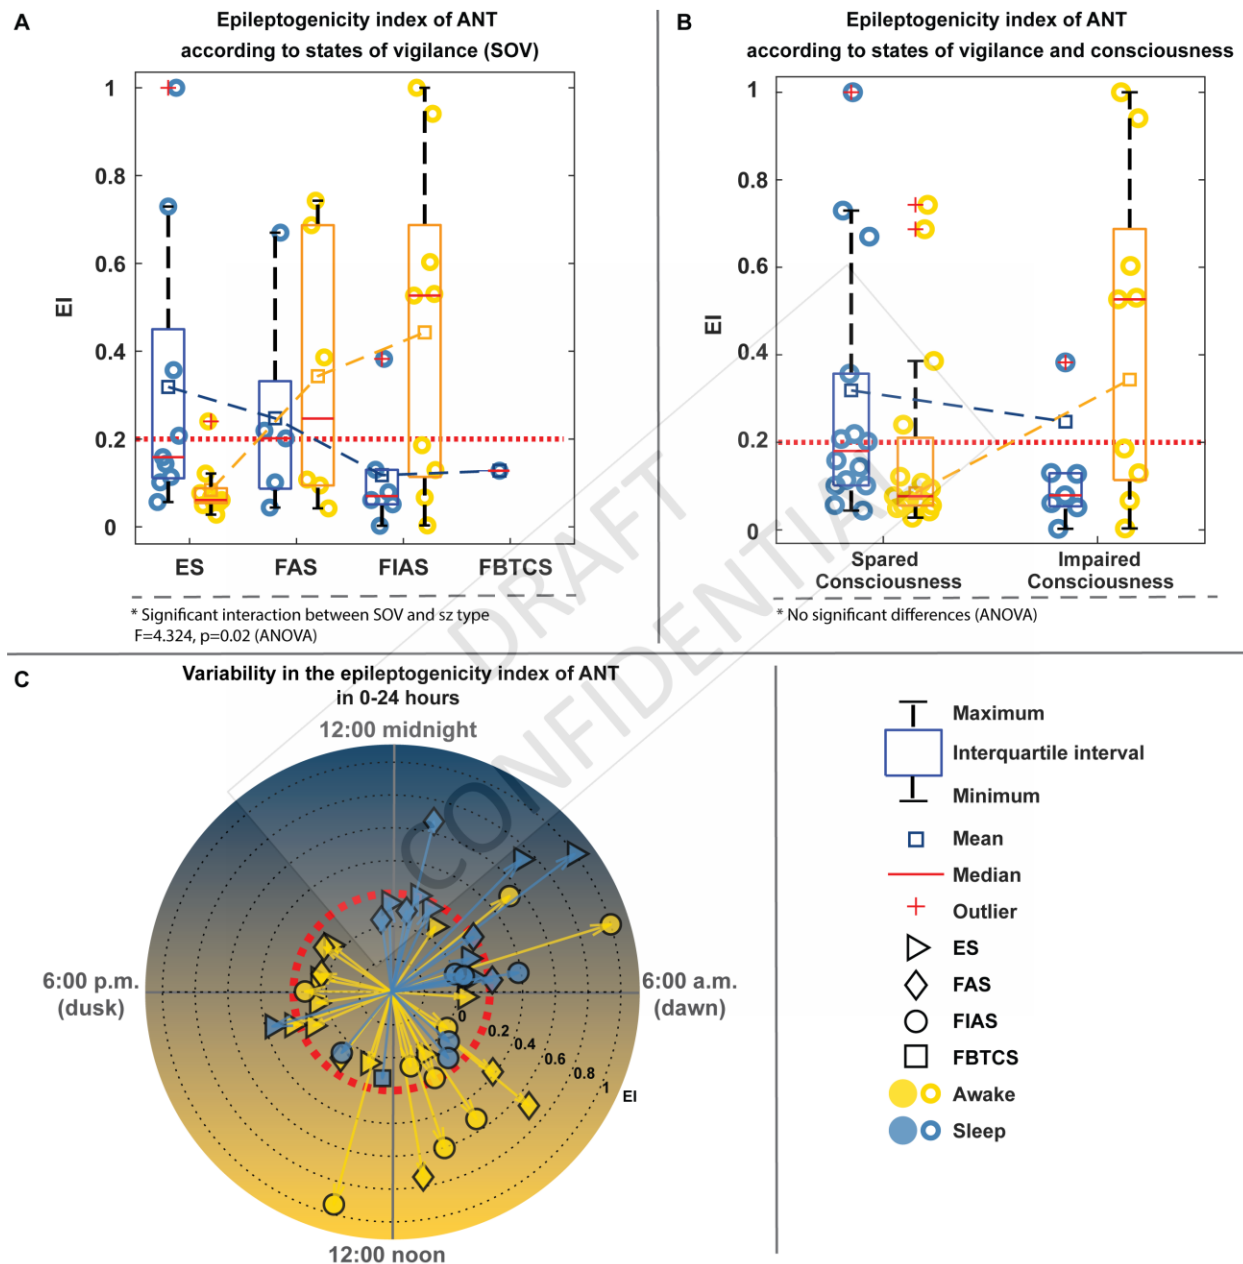 A
Epileptogenicity index of ANT
according to states of vigilance (SOV)
1
0.8
0.6
0.4
0.2
0
EI
ES FAS FIAS FBTCS
* Significant interaction between SOV and sz type
F=4.324, p=0.02 (ANOVA)
B
Epileptogenicity index of ANT
according to states of vigilance and consciousness
1
0.8
0.6
0.4
0.2
0
EI
Spared Impaired
Consciousness Consciousness
* No significant differences (ANOVA)
DRAFT
CONFIDENTIAL
C
Variability in the epileptogenicity index of ANT
in 0-24 hours
12:00 midnight
6:00 p.m.
(dusk)
6:00 a.m.
(dawn)
0
0.2
0.4
0.6
0.8
1
EI
12:00 noon
Maximum
Interquartile interval
Minimum
Mean
Median
Outlier
ES
FAS
FIAS
FBTCS
Awake
Sleep